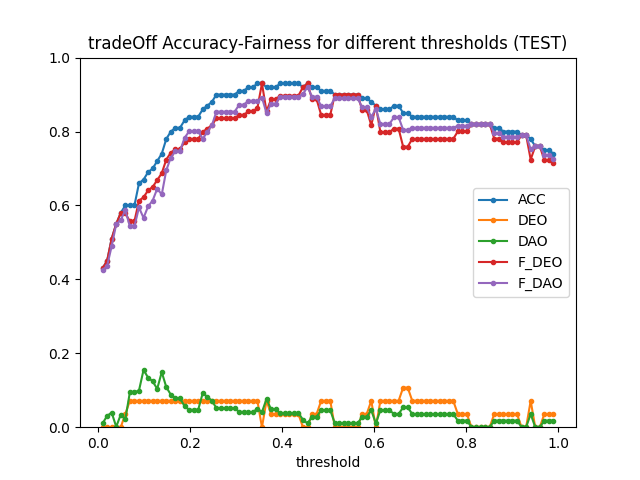 tradeOff Accuracy-Fairness for different thresholds (TEST)
1.0
0.8
0.6
0.4
0.2
0.0
ACC
DEO
DAO
F_DEO
F_DAO
0.0 0.2 0.4 0.6 0.8 1.0
threshold